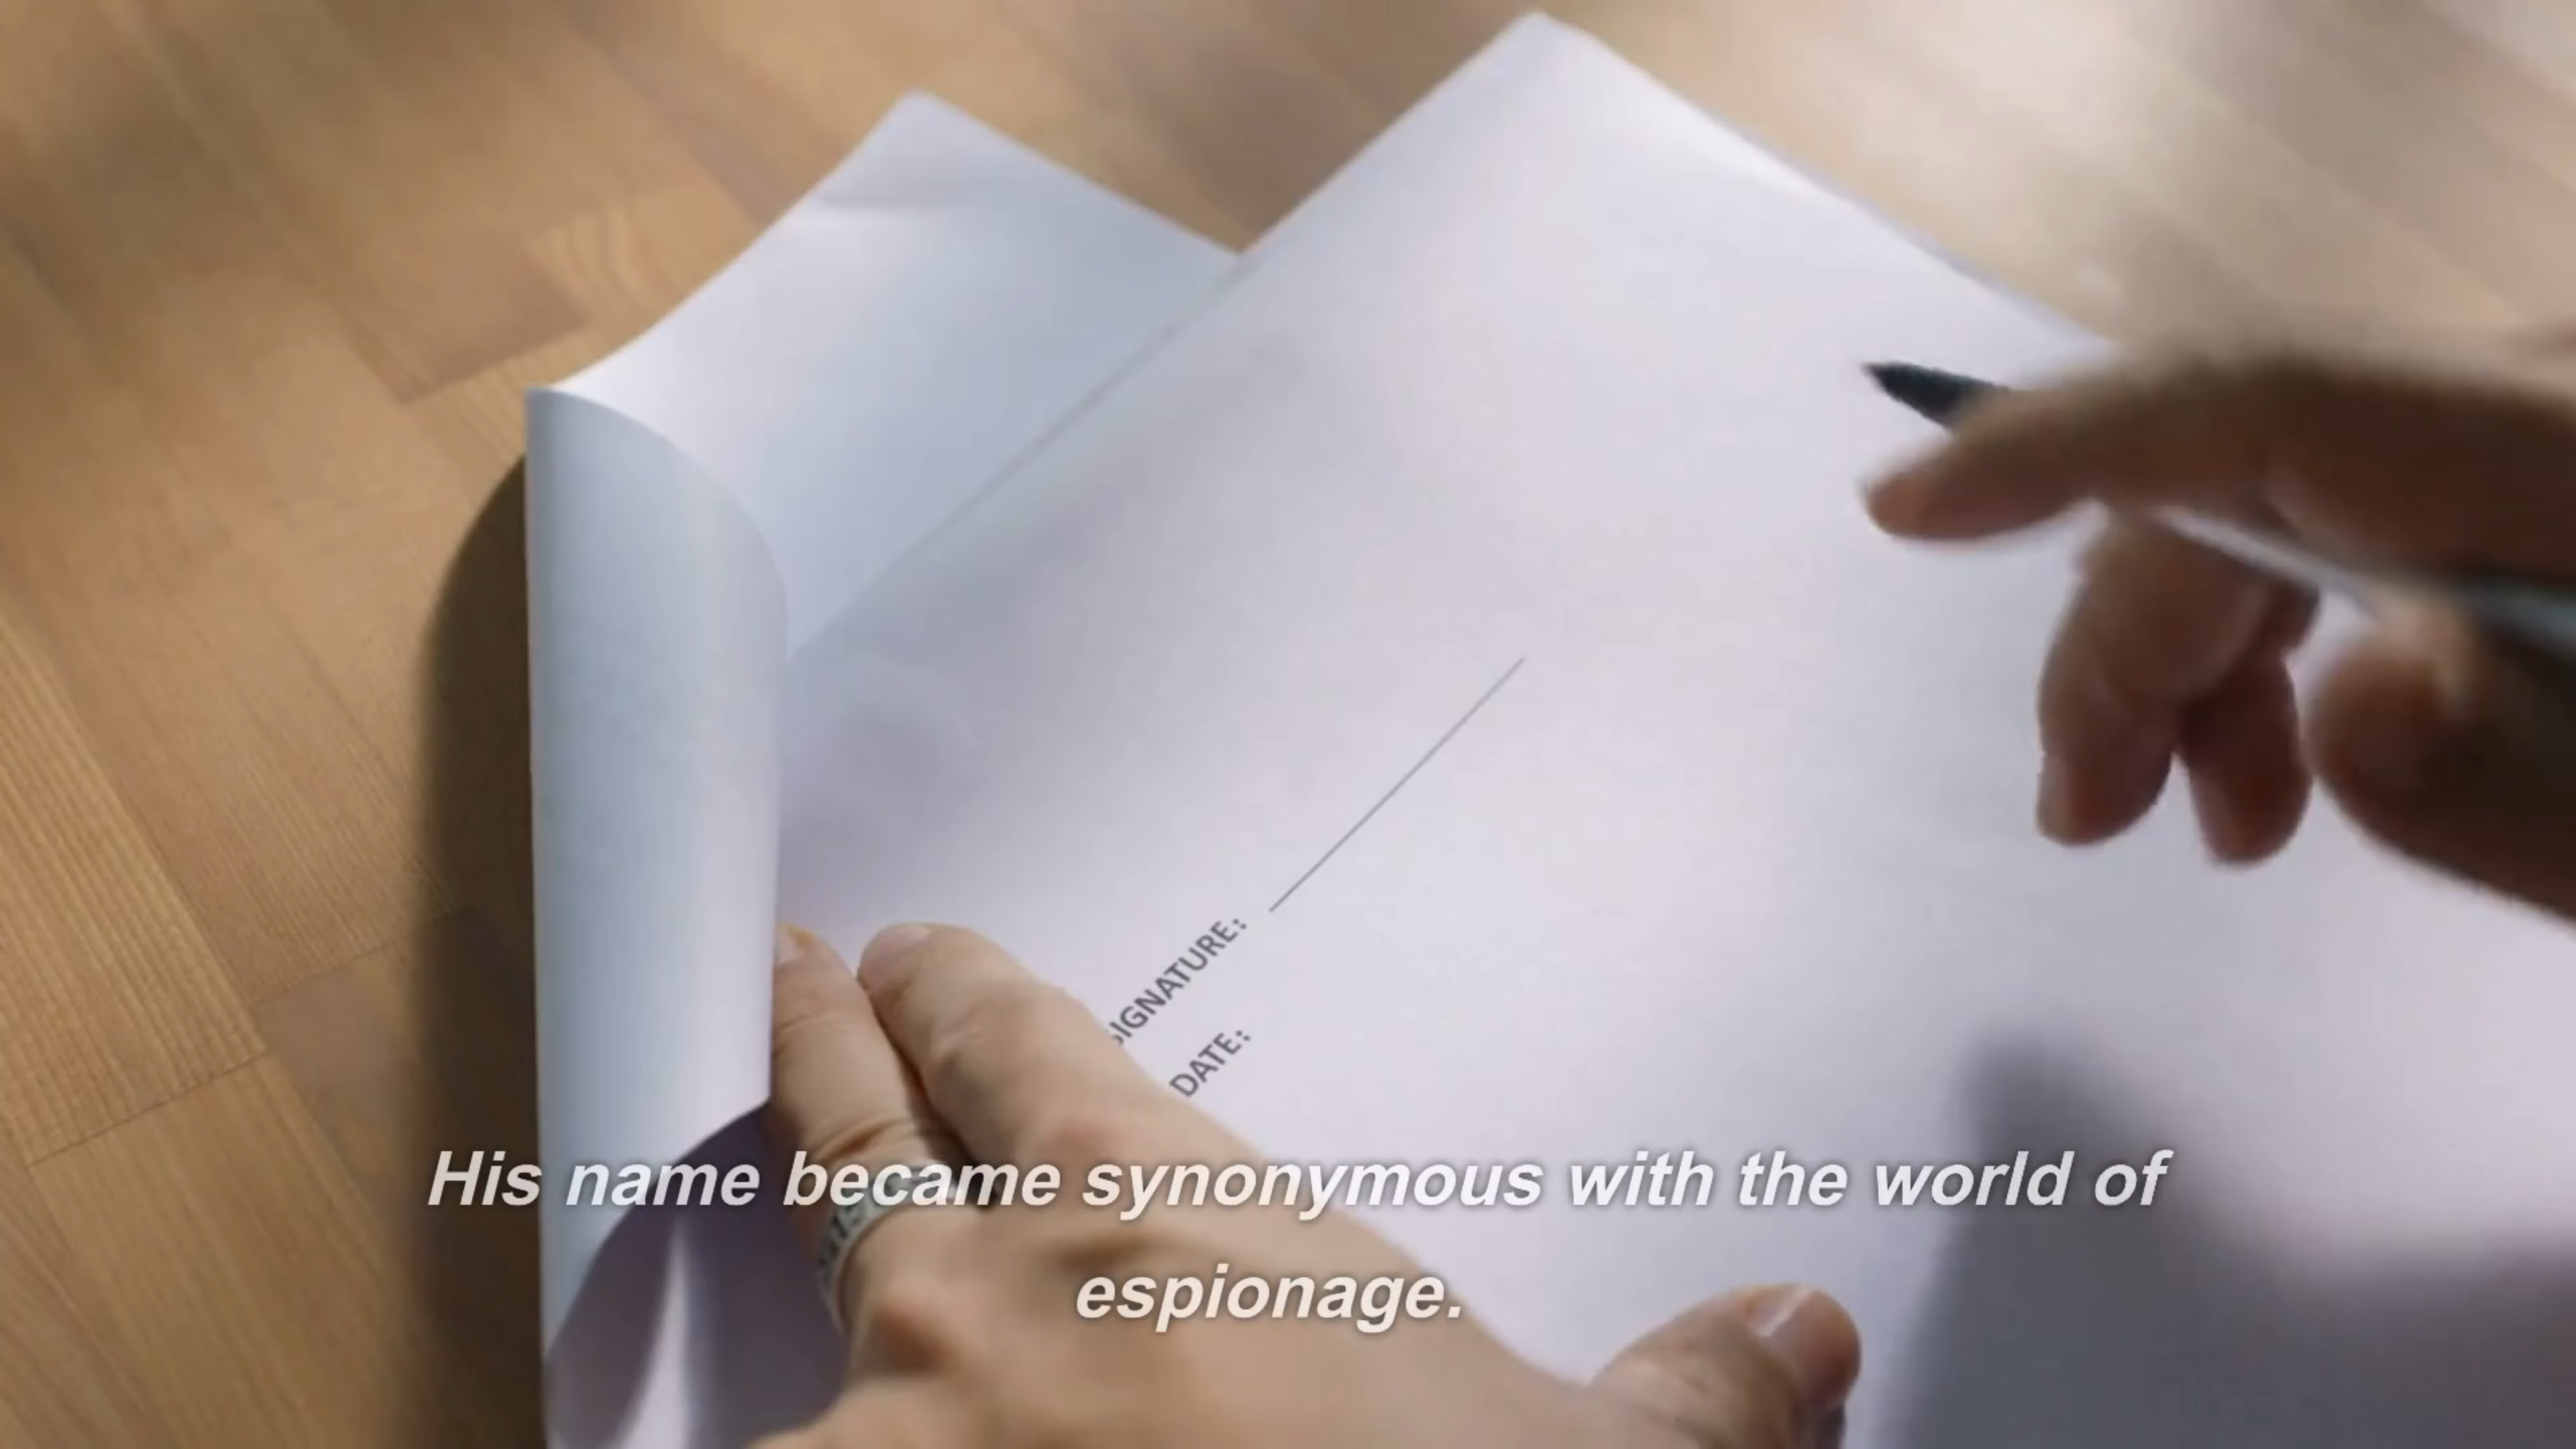 SIGNATURE:
DATE:
His name became synonymous with the world of
espionage.